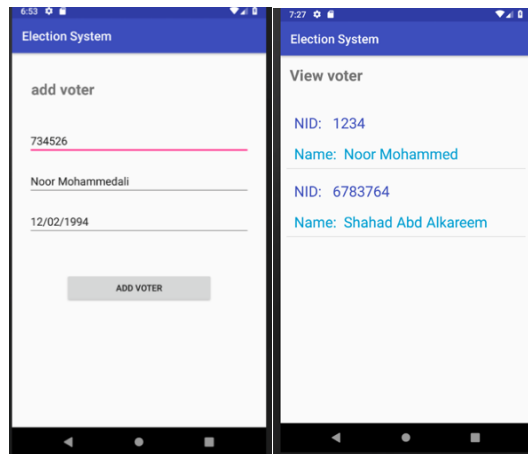 6:53
Election System
add voter
734526
Noor Mohammedali
12/02/1994
ADD VOTER
7:27
Election System
View voter
NID: 1234
Name: Noor Mohammed
NID: 6783764
Name: Shahad Abd Alkareem